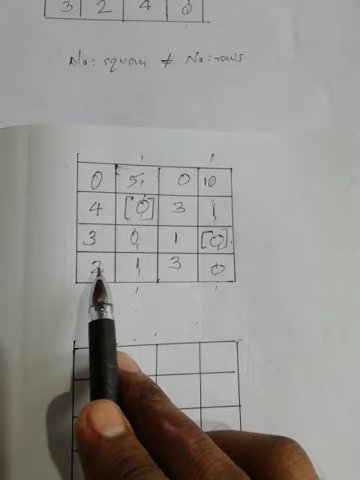 3 2 4 0
No: squares ≠ No: rows
0 5 0 10
4 [0] 3 1
3 0 1 [0]
2 1 3 0